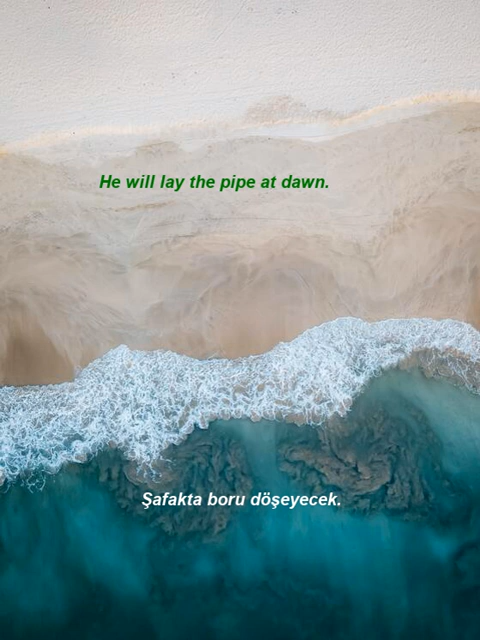 He will lay the pipe at dawn.
Şafakta boru döşeyecek.